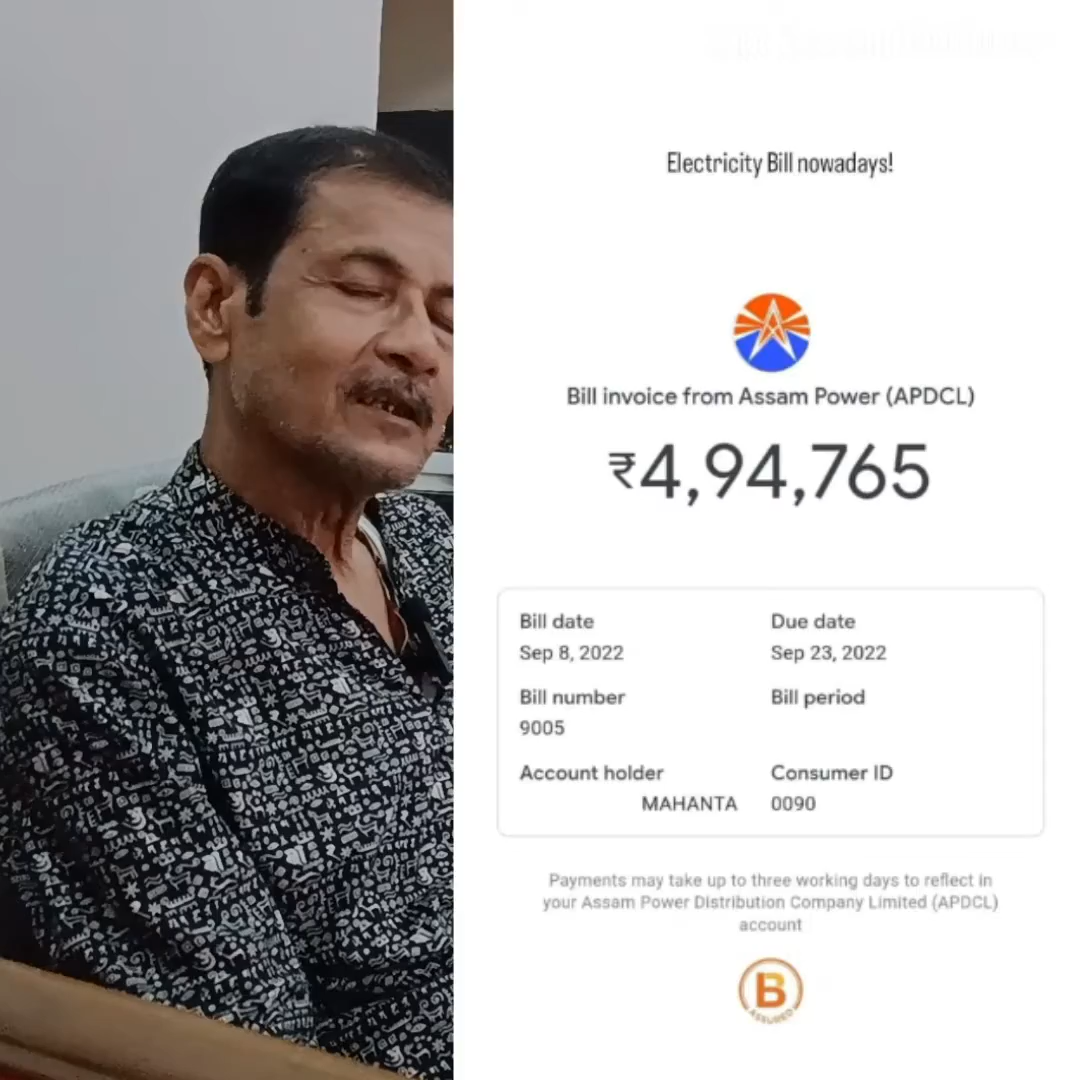 Electricity Bill nowadays!
Bill invoice from Assam Power (APDCL)
₹4,94,765
Bill date
Due date
Sep 8, 2022
Sep 23, 2022
Bill number
Bill period
9005
Account holder
Consumer ID
MAHANTA
0090
Payments may take up to three working days to reflect in
your Assam Power Distribution Company Limited (APDCL)
account
B
ASSURED